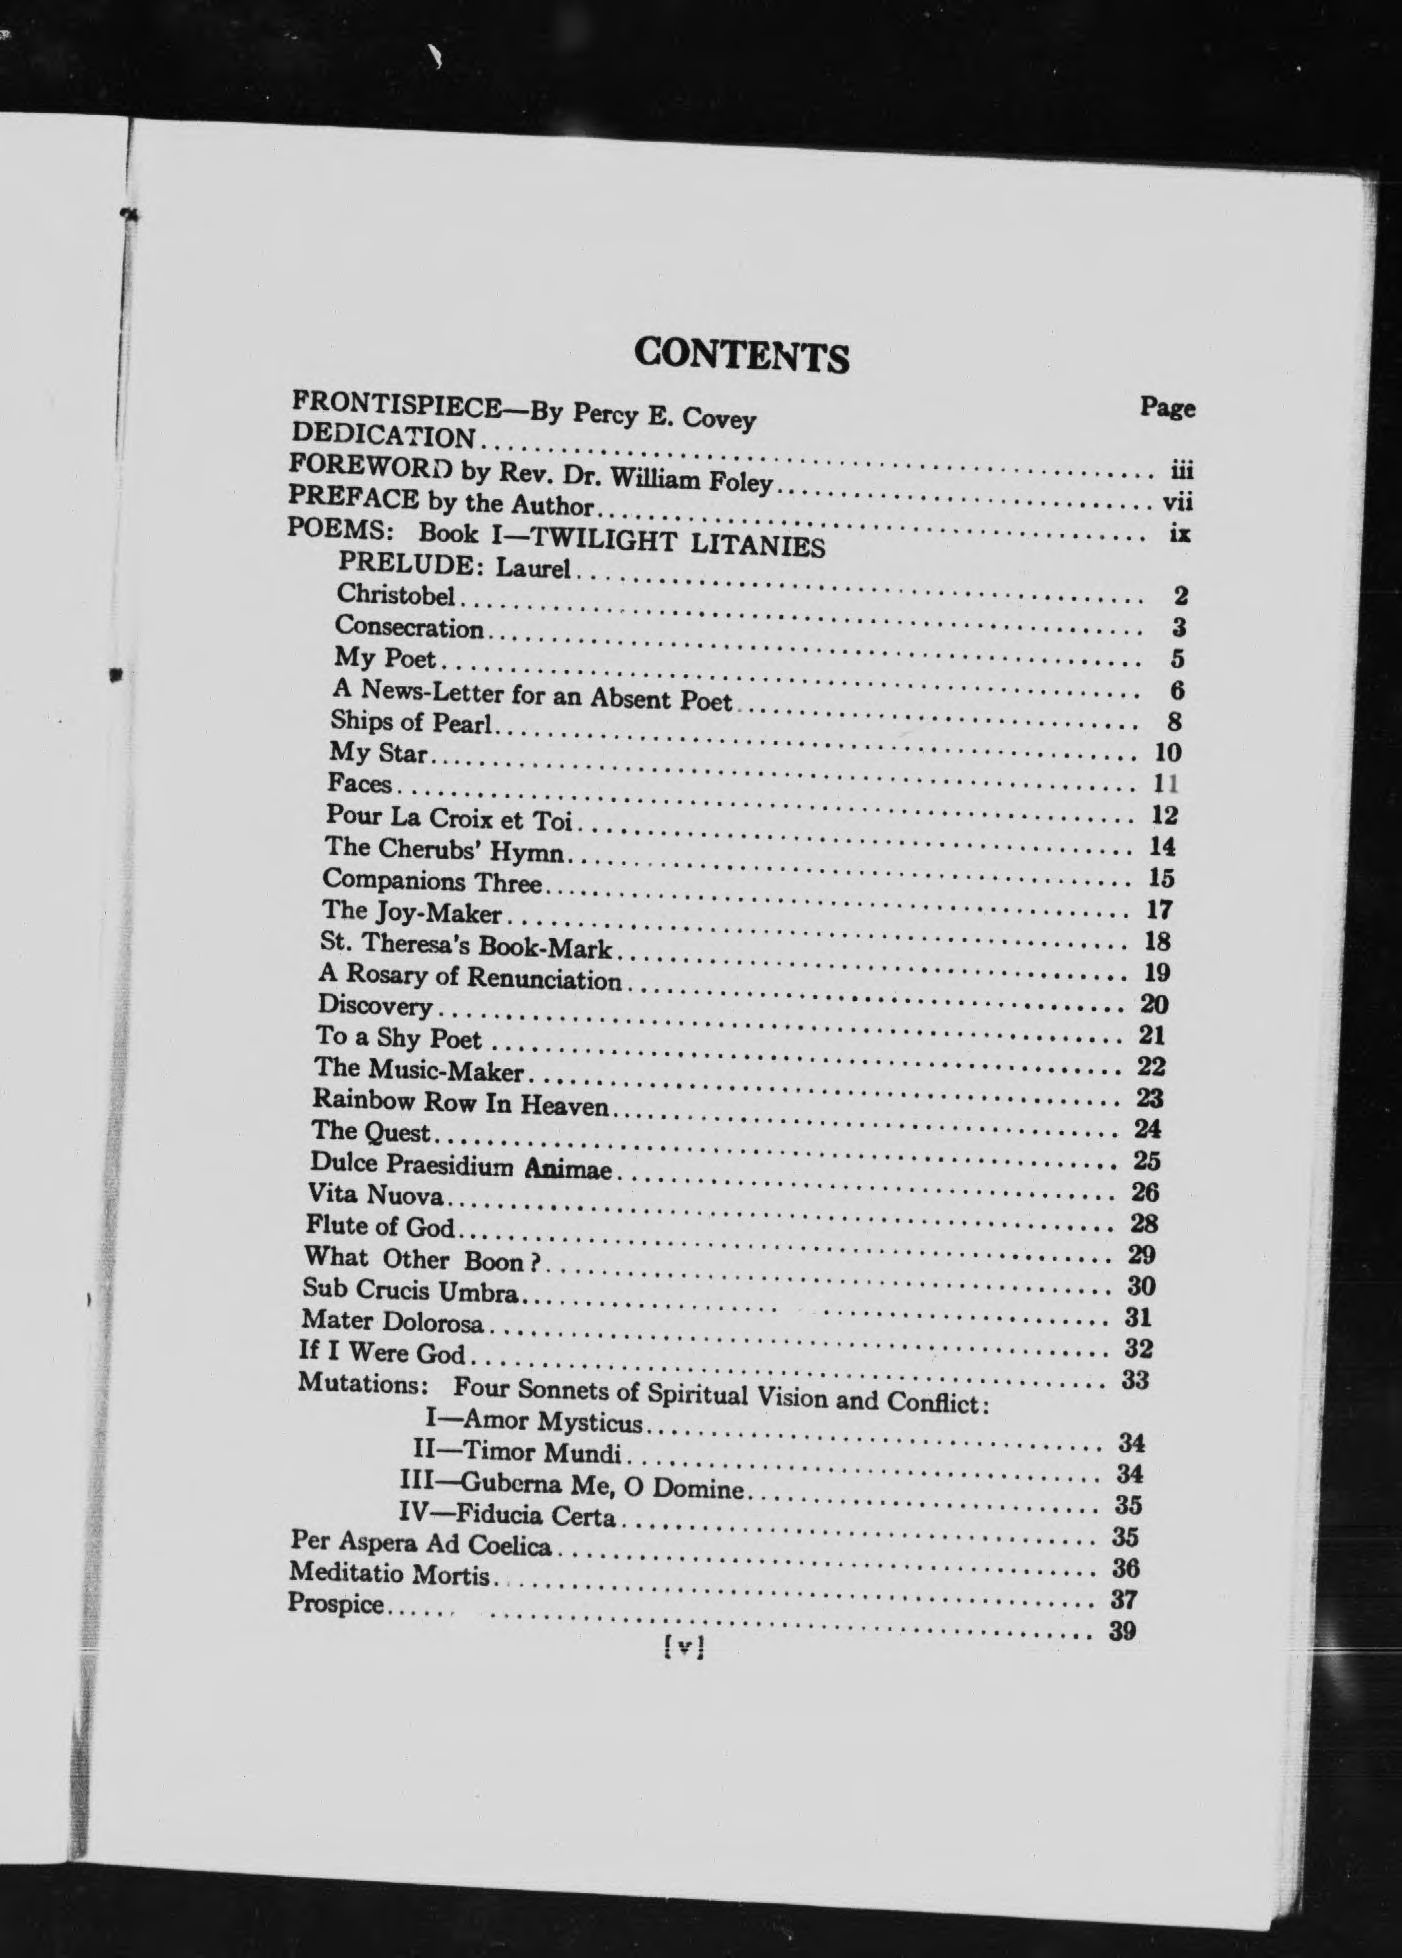 CONTENTS
Page
FRONTISPIECE—By Percy E. Covey
DEDICATION.................................................. iii
FOREWORD by Rev. Dr. William Foley............................ vii
PREFACE by the Author........................................ ix
POEMS: Book I—TWILIGHT LITANIES
PRELUDE: Laurel.......................................... 2
Christobel.................................................. 3
Consecration................................................ 5
My Poet.................................................... 6
A News-Letter for an Absent Poet............................. 8
Ships of Pearl............................................... 10
My Star..................................................... 11
Faces....................................................... 12
Pour La Croix et Toi......................................... 14
The Cherubs' Hymn.......................................... 15
Companions Three............................................ 17
The Joy-Maker............................................... 18
St. Theresa's Book-Mark...................................... 19
A Rosary of Renunciation..................................... 20
Discovery................................................... 21
To a Shy Poet ............................................... 22
The Music-Maker............................................. 23
Rainbow Row In Heaven...................................... 24
The Quest................................................... 25
Dulce Praesidium Animae...................................... 26
Vita Nuova.................................................. 28
Flute of God................................................. 29
What Other Boon?........................................... 30
Sub Crucis Umbra............................................ 31
Mater Dolorosa.............................................. 32
If I Were God................................................ 33
Mutations: Four Sonnets of Spiritual Vision and Conflict:
I—Amor Mysticus................................... 34
II—Timor Mundi.................................... 34
III—Guberna Me, O Domine........................... 35
IV—Fiducia Certa.................................... 35
Per Aspera Ad Coelica......................................... 36
Meditatio Mortis.............................................. 37
Prospice..................................................... 39
[v]